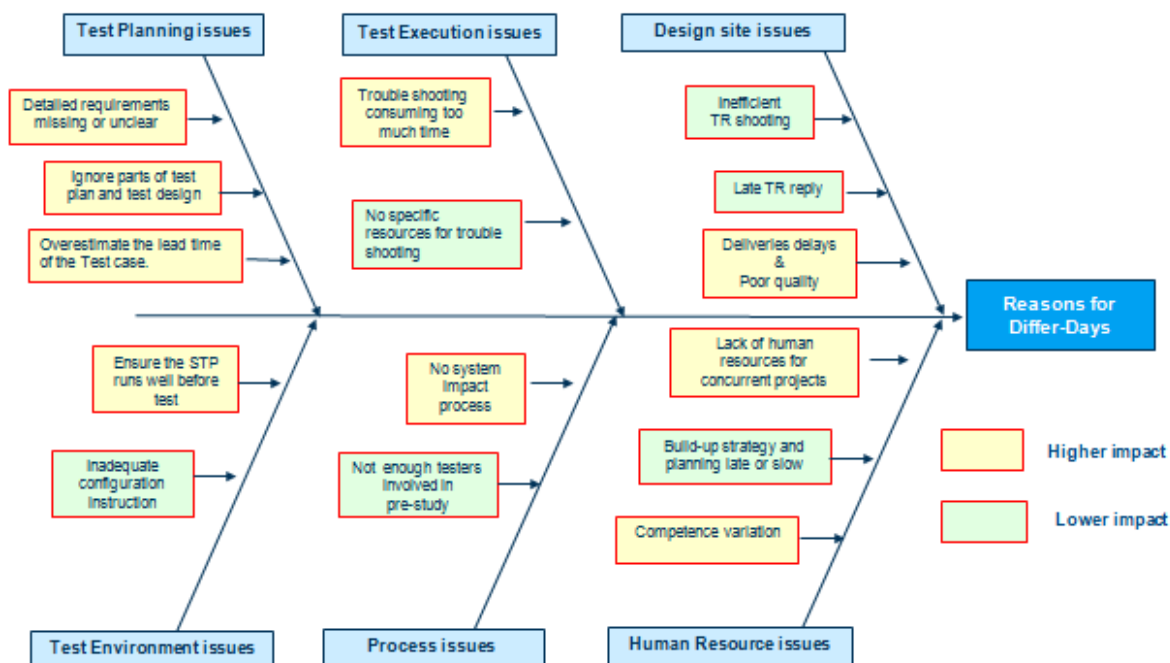 Test Planning issues
Test Execution issues
Design site issues
Detailed requirements
missing or unclear
Ignore parts of test
plan and test design
Overestimate the lead time
of the Test case.
Trouble shooting
consuming too
much time
No specific
resources for trouble
shooting
Inefficient
TR shooting
Late TR reply
Deliveries delays
&
Poor quality
Reasons for
Differ-Days
Ensure the STP
runs well before
test
Inadequate
configuration
Instruction
No system
Impact
process
Not enough testers
Involved in
pre-study
Lack of human
resources for
concurrent projects
Build-up strategy and
planning late or slow
Competence variation
Higher impact
Lower impact
Test Environment issues
Process issues
Human Resource issues